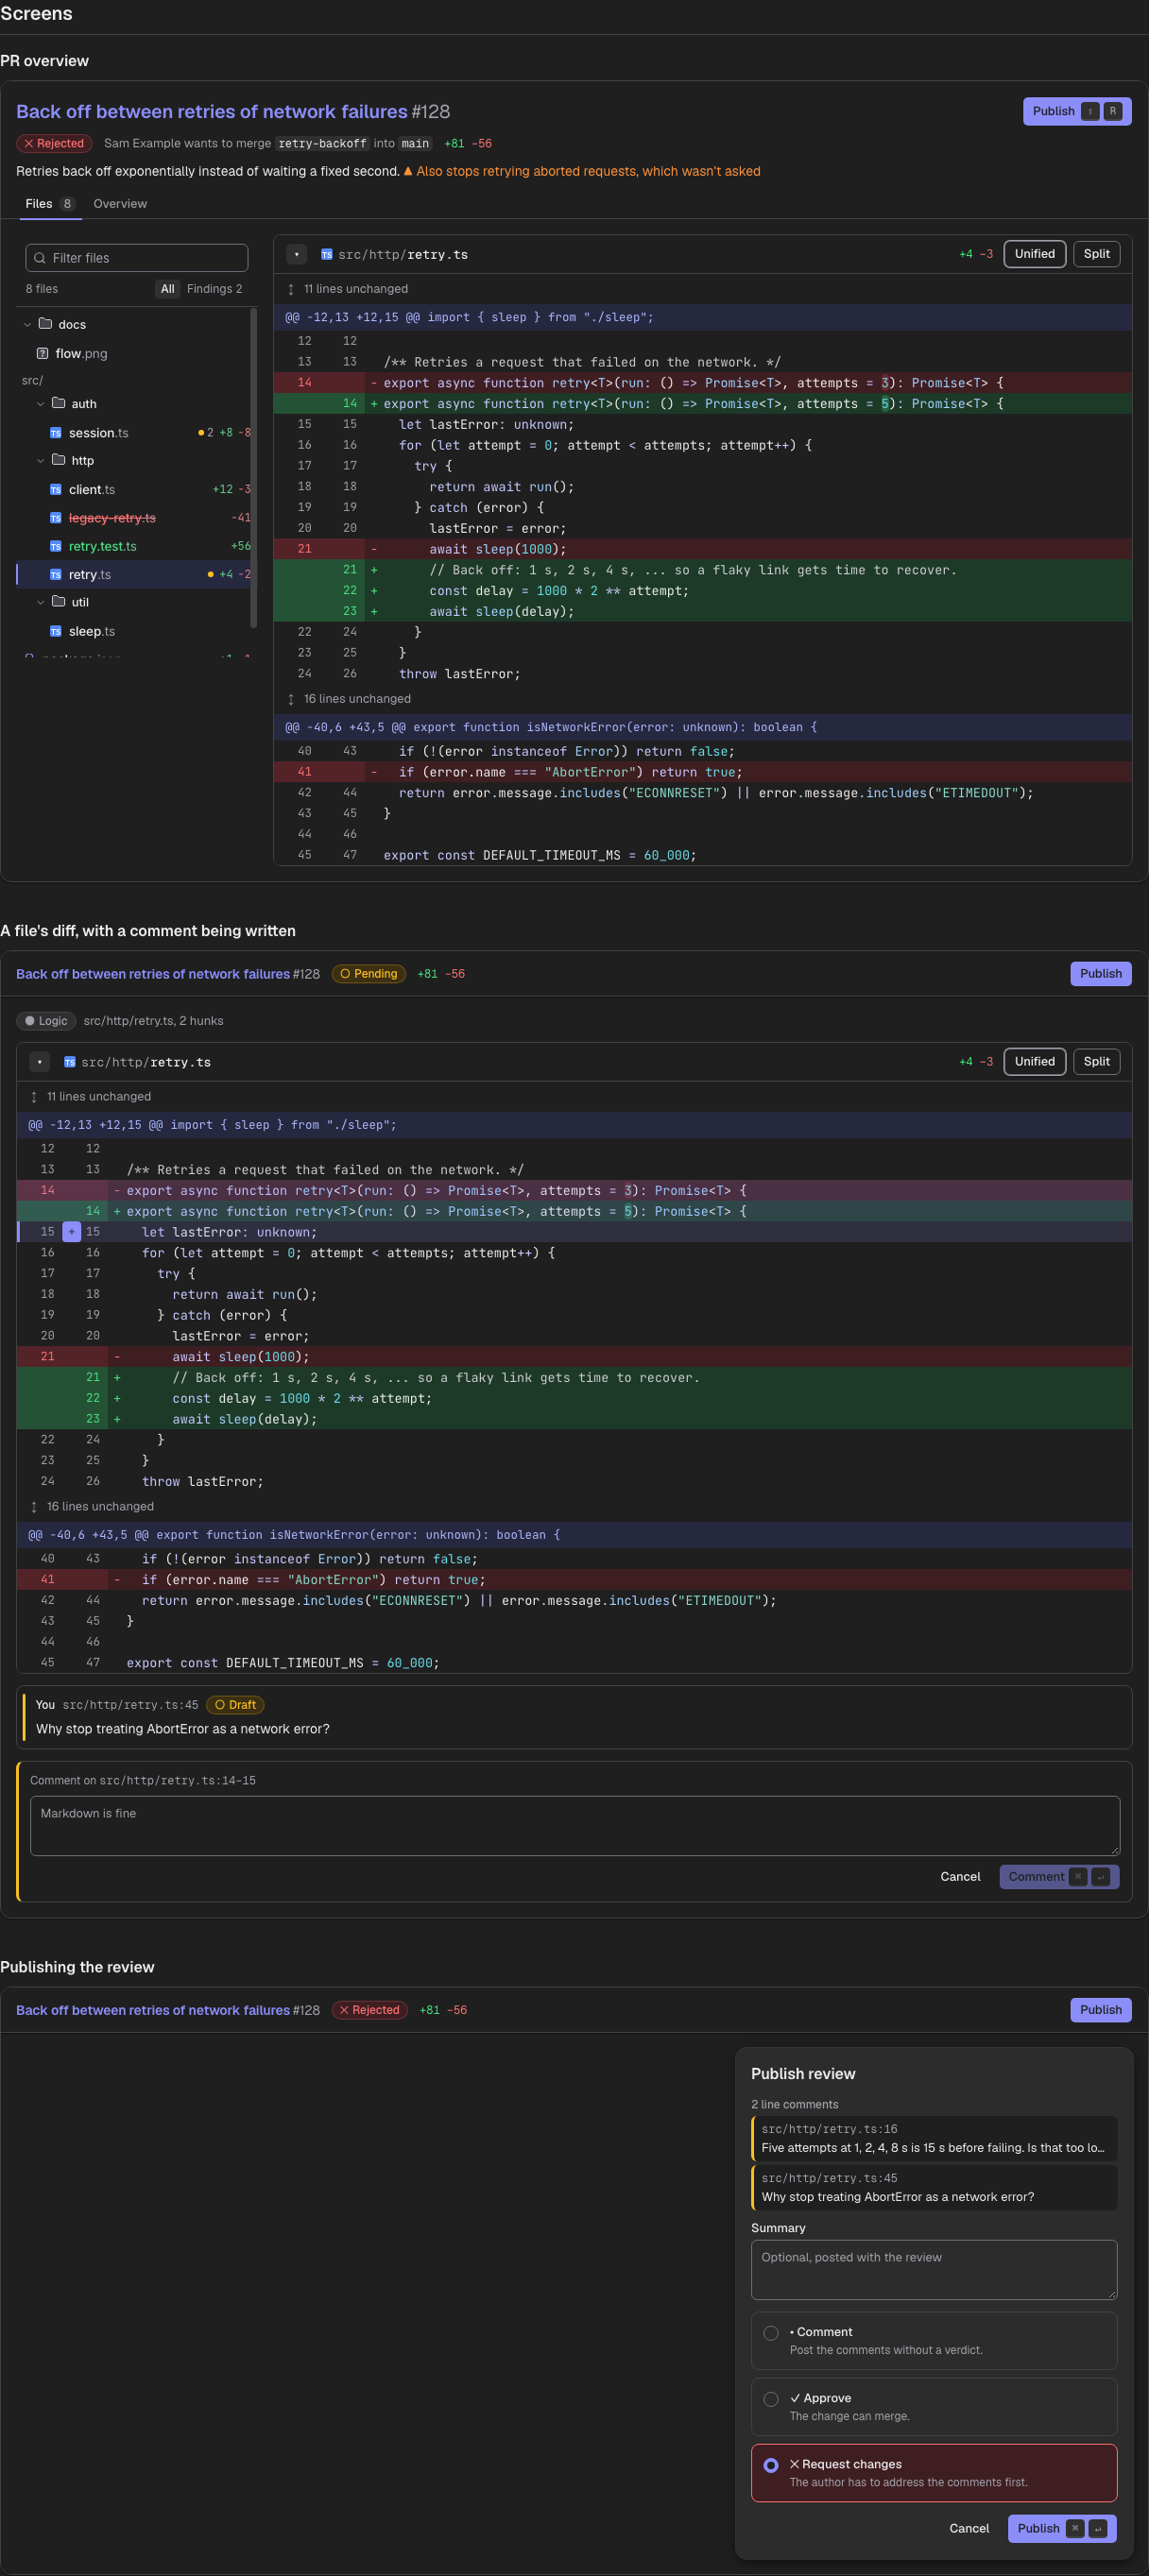 Screens
PR overview
Back off between retries of network failures #128
Publish ⇧ R
✕ Rejected Sam Example wants to merge retry-backoff into main +81 −56
Retries back off exponentially instead of waiting a fixed second. ▲ Also stops retrying aborted requests, which wasn't asked
Files 8 Overview
Filter files
8 files All Findings 2
docs
flow.png
src/
auth
session.ts 2 +8 -8
http
client.ts +12 -3
legacy-retry.ts -41
retry.test.ts +56
retry.ts +4 -2
util
sleep.ts
TS src/http/retry.ts +4 −3 Unified Split
11 lines unchanged
@@ -12,13 +12,15 @@ import { sleep } from "./sleep";
12 12
13 13 /** Retries a request that failed on the network. */
14 - export async function retry<T>(run: () => Promise<T>, attempts = 3): Promise<T> {
14 + export async function retry<T>(run: () => Promise<T>, attempts = 5): Promise<T> {
15 15 let lastError: unknown;
16 16 for (let attempt = 0; attempt < attempts; attempt++) {
17 17 try {
18 18 return await run();
19 19 } catch (error) {
20 20 lastError = error;
21 - await sleep(1000);
21 + // Back off: 1 s, 2 s, 4 s, ... so a flaky link gets time to recover.
22 + const delay = 1000 * 2 ** attempt;
23 + await sleep(delay);
22 24 }
23 25 }
24 26 throw lastError;
16 lines unchanged
@@ -40,6 +43,5 @@ export function isNetworkError(error: unknown): boolean {
40 43 if (!(error instanceof Error)) return false;
41 - if (error.name === "AbortError") return true;
42 44 return error.message.includes("ECONNRESET") || error.message.includes("ETIMEDOUT");
43 45 }
44 46
45 47 export const DEFAULT_TIMEOUT_MS = 60_000;
A file's diff, with a comment being written
Back off between retries of network failures #128 Pending +81 −56 Publish
Logic src/http/retry.ts, 2 hunks
TS src/http/retry.ts +4 −3 Unified Split
11 lines unchanged
@@ -12,13 +12,15 @@ import { sleep } from "./sleep";
12 12
13 13 /** Retries a request that failed on the network. */
14 - export async function retry<T>(run: () => Promise<T>, attempts = 3): Promise<T> {
14 + export async function retry<T>(run: () => Promise<T>, attempts = 5): Promise<T> {
15 + 15 let lastError: unknown;
16 16 for (let attempt = 0; attempt < attempts; attempt++) {
17 17 try {
18 18 return await run();
19 19 } catch (error) {
20 20 lastError = error;
21 - await sleep(1000);
21 + // Back off: 1 s, 2 s, 4 s, ... so a flaky link gets time to recover.
22 + const delay = 1000 * 2 ** attempt;
23 + await sleep(delay);
22 24 }
23 25 }
24 26 throw lastError;
16 lines unchanged
@@ -40,6 +43,5 @@ export function isNetworkError(error: unknown): boolean {
40 43 if (!(error instanceof Error)) return false;
41 - if (error.name === "AbortError") return true;
42 44 return error.message.includes("ECONNRESET") || error.message.includes("ETIMEDOUT");
43 45 }
44 46
45 47 export const DEFAULT_TIMEOUT_MS = 60_000;
You src/http/retry.ts:45 Draft
Why stop treating AbortError as a network error?
Comment on src/http/retry.ts:14–15
Markdown is fine
Cancel Comment ⌘ ↵
Publishing the review
Back off between retries of network failures #128 ✕ Rejected +81 −56 Publish
Publish review
2 line comments
src/http/retry.ts:16
Five attempts at 1, 2, 4, 8 s is 15 s before failing. Is that too lo…
src/http/retry.ts:45
Why stop treating AbortError as a network error?
Summary
Optional, posted with the review
• Comment
Post the comments without a verdict.
✓ Approve
The change can merge.
✕ Request changes
The author has to address the comments first.
Cancel Publish ⌘ ↵